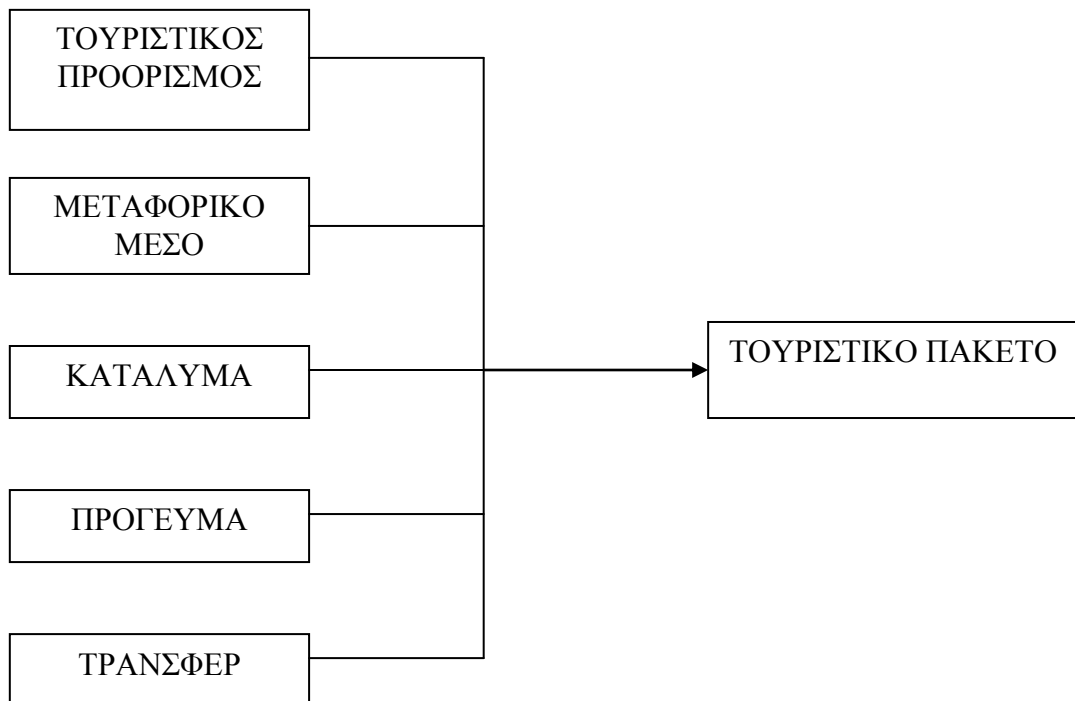 ΤΟΥΡΙΣΤΙΚΟΣ
ΠΡΟΟΡΙΣΜΟΣ
ΜΕΤΑΦΟΡΙΚΟ
ΜΕΣΟ
ΚΑΤΑΛΥΜΑ
ΠΡΟΓΕΥΜΑ
ΤΡΑΝΣΦΕΡ
ΤΟΥΡΙΣΤΙΚΟ ΠΑΚΕΤΟ